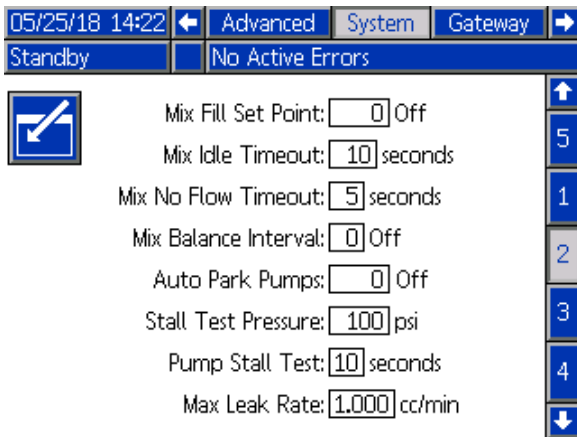 05/25/18 14:22 Advanced System Gateway
Standby No Active Errors
Mix Fill Set Point: 0 Off
Mix Idle Timeout: 10 seconds
Mix No Flow Timeout: 5 seconds
Mix Balance Interval: 0 Off
Auto Park Pumps: 0 Off
Stall Test Pressure: 100 psi
Pump Stall Test: 10 seconds
Max Leak Rate: 1.000 cc/min
5
1
2
3
4